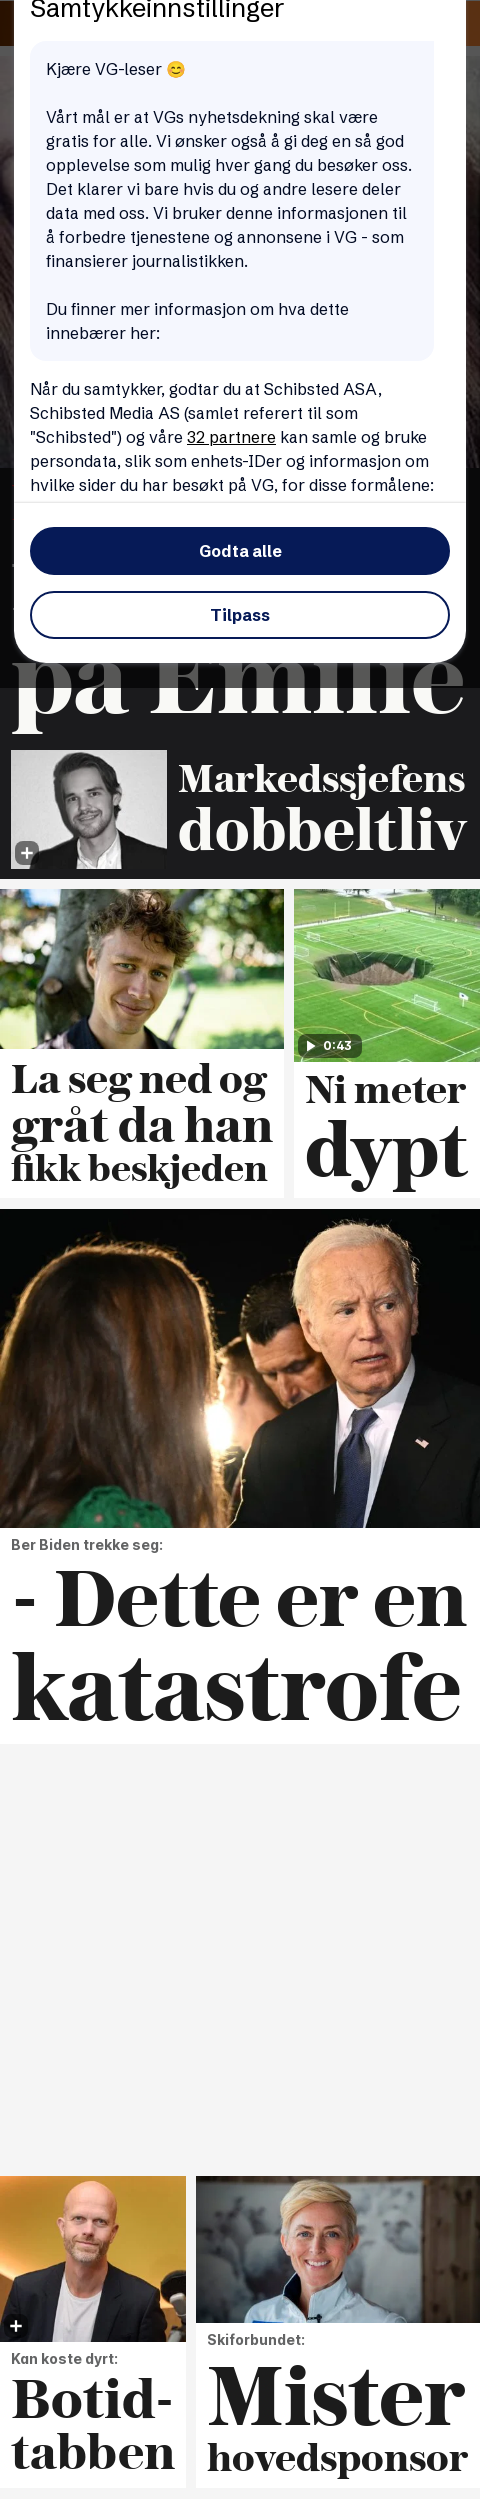 Samtykkeinnstillinger
Kjære VG-leser 😊
Vårt mål er at VGs nyhetsdekning skal være
gratis for alle. Vi ønsker også å gi deg en så god
opplevelse som mulig hver gang du besøker oss.
Det klarer vi bare hvis du og andre lesere deler
data med oss. Vi bruker denne informasjonen til
å forbedre tjenestene og annonsene i VG - som
finansierer journalistikken.
Du finner mer informasjon om hva dette
innebærer her:
Når du samtykker, godtar du at Schibsted ASA,
Schibsted Media AS (samlet referert til som
"Schibsted") og våre 32 partnere kan samle og bruke
persondata, slik som enhets-IDer og informasjon om
hvilke sider du har besøkt på VG, for disse formålene:
Godta alle
Tilpass
på Emilie
Markedssjefens
dobbeltliv
La seg ned og
gråt da han
fikk beskjeden
0:43
Ni meter
dypt
Ber Biden trekke seg:
- Dette er en
katastrofe
Kan koste dyrt:
Botid-
tabben
Skiforbundet:
Mister
hovedsponsor